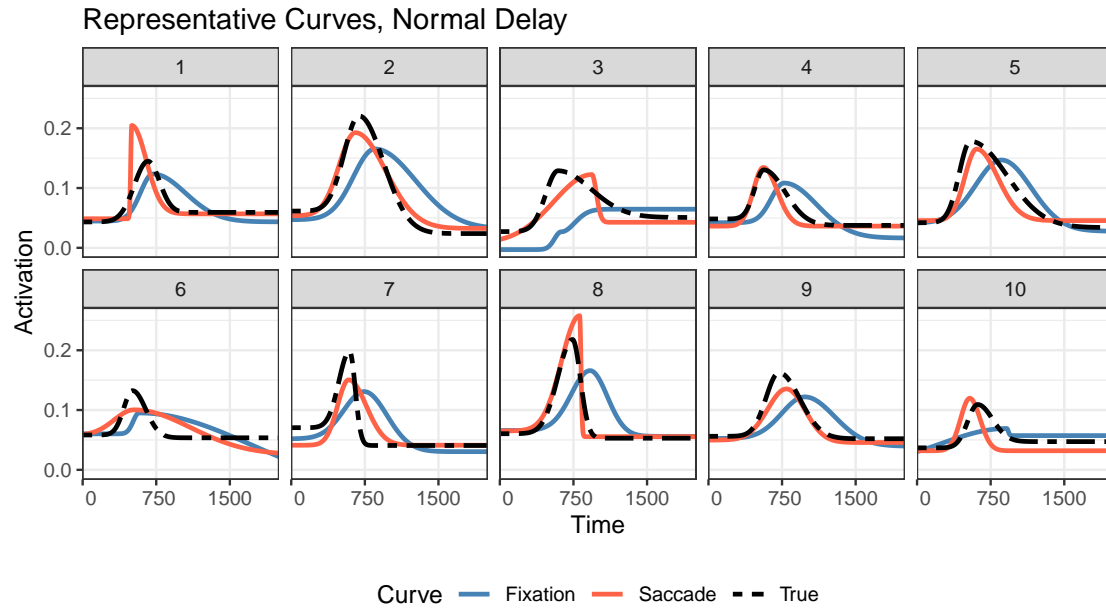 Representative Curves, Normal Delay
1 2 3 4 5
0.2
0.1
0.0
6 7 8 9 10
0.2
0.1
0.0
Activation
0 750 1500 0 750 1500 0 750 1500 0 750 1500 0 750 1500
Time
Curve Fixation Saccade True